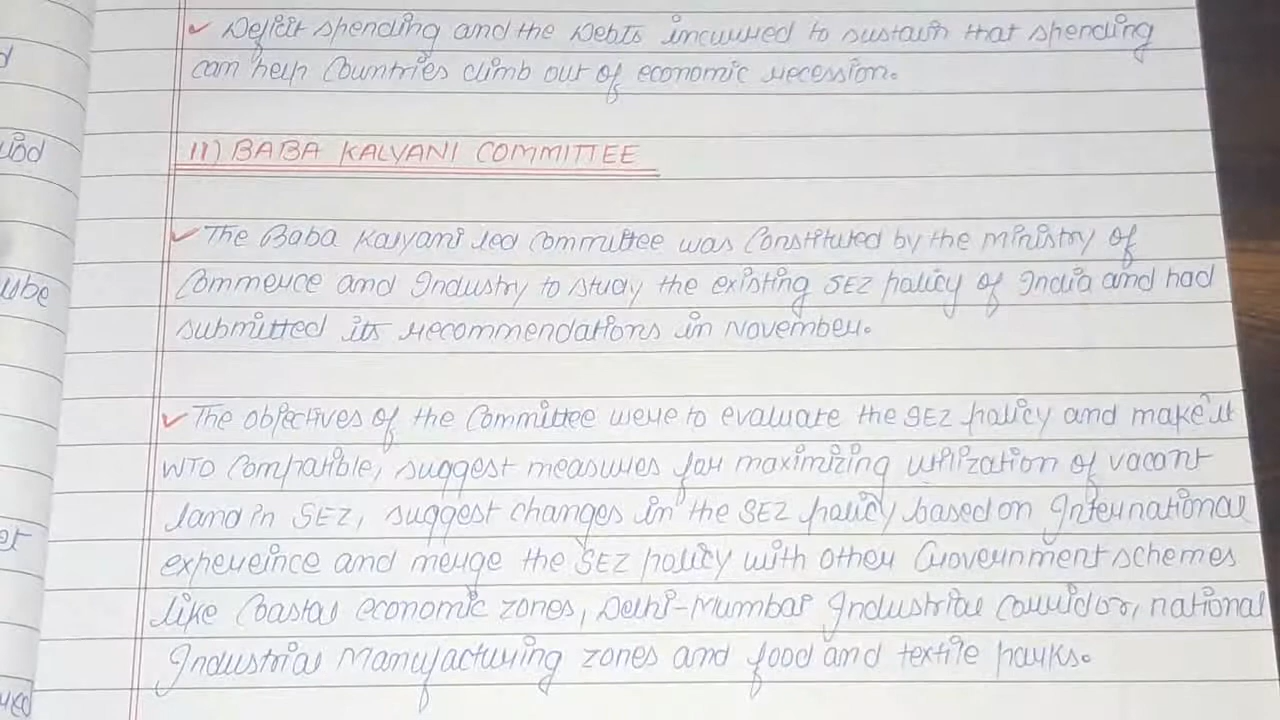 ✓ Deficit spending and the Debts incurred to sustain that spending
can help Countries climb out of economic recession.
11) BABA KALYANI COMMITTEE
✓ The Baba Kalyani led Committee was Constituted by the ministry of
Commerce and Industry to study the existing SEZ policy of India and had
submitted its recommendations in November.
✓ The objectives of the Committee were to evaluate the SEZ policy and make it
WTO Compatible, suggest measures for maximizing utilization of vacant
land in SEZ, suggest changes in the SEZ policy based on International
expereince and merge the SEZ policy with other Government schemes
like Coastal economic zones, Delhi-Mumbai Industrial Corridor, national
Industrial Manufacturing zones and food and textile parks.